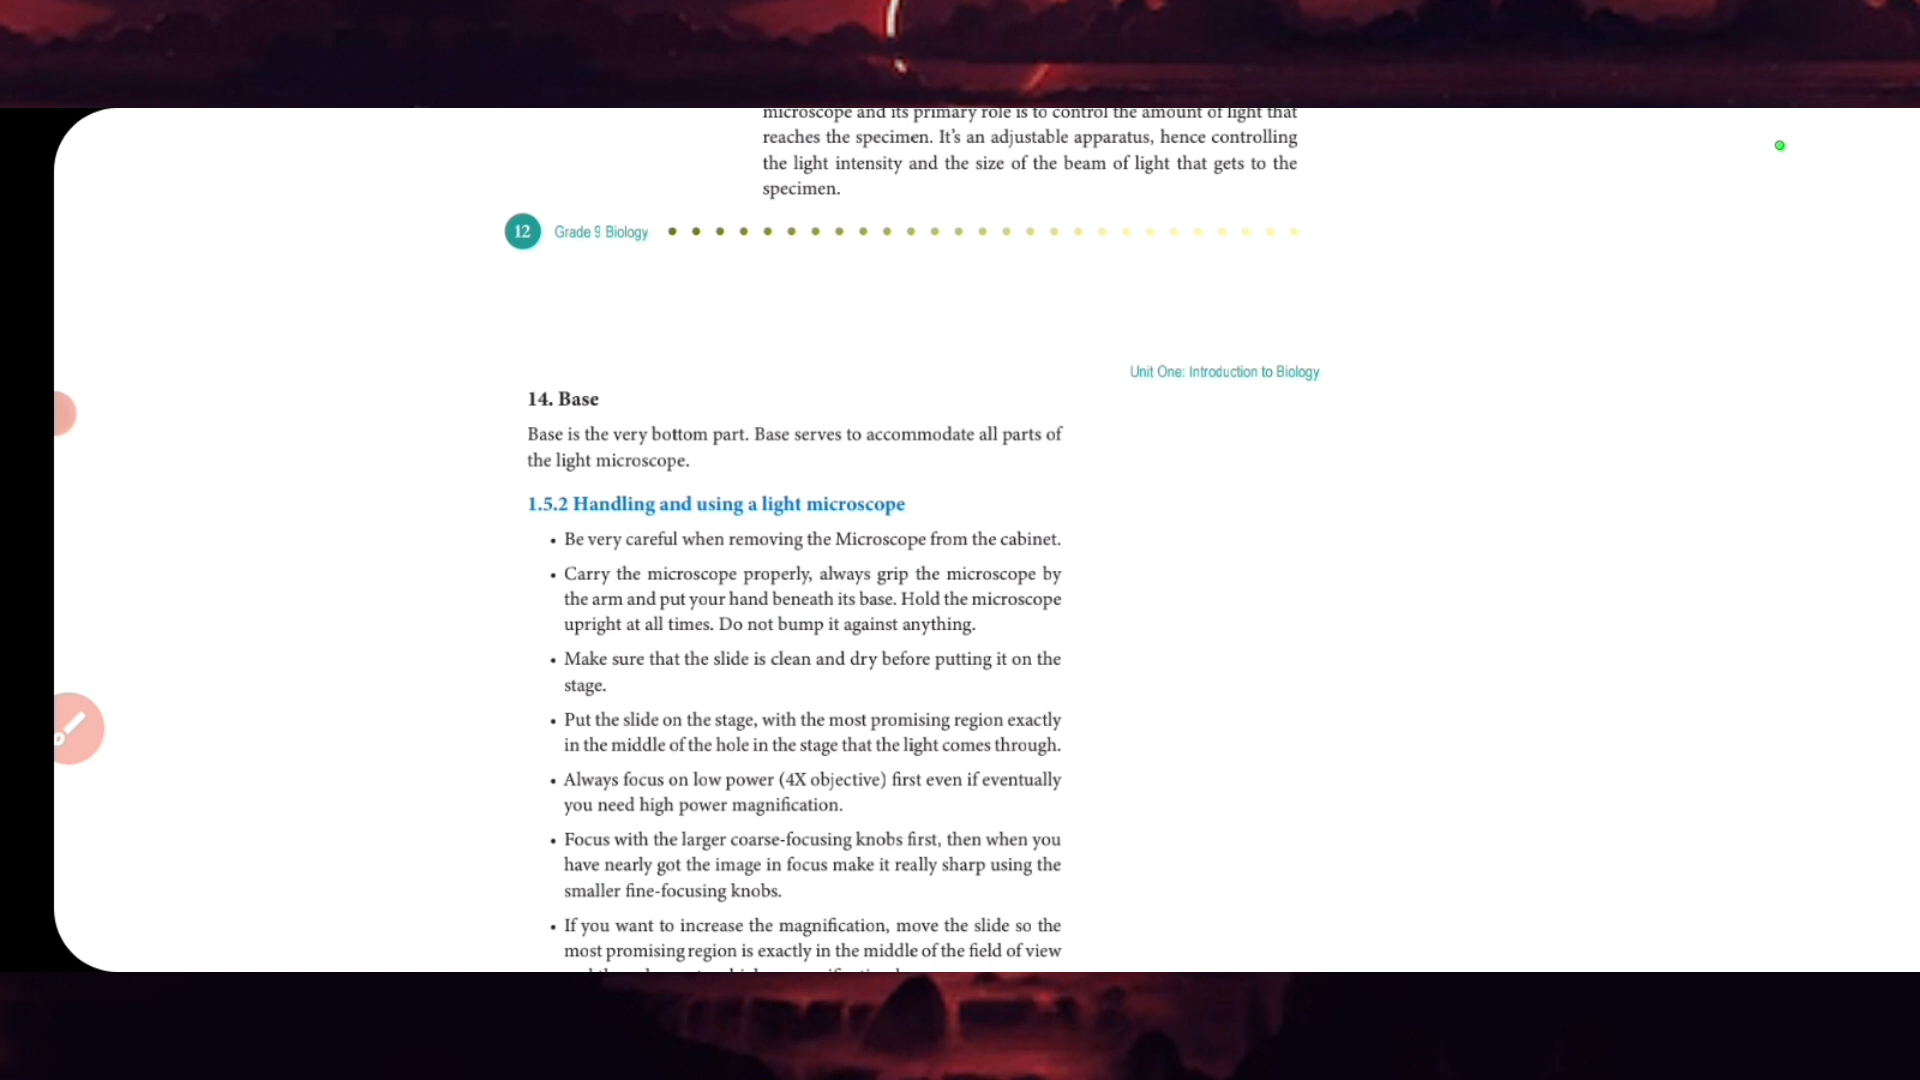 microscope and its primary role is to control the amount of light that
reaches the specimen. It's an adjustable apparatus, hence controlling
the light intensity and the size of the beam of light that gets to the
specimen.
12 Grade 9 Biology
Unit One: Introduction to Biology
14. Base
Base is the very bottom part. Base serves to accommodate all parts of
the light microscope.
1.5.2 Handling and using a light microscope
• Be very careful when removing the Microscope from the cabinet.
• Carry the microscope properly, always grip the microscope by
the arm and put your hand beneath its base. Hold the microscope
upright at all times. Do not bump it against anything.
• Make sure that the slide is clean and dry before putting it on the
stage.
• Put the slide on the stage, with the most promising region exactly
in the middle of the hole in the stage that the light comes through.
• Always focus on low power (4X objective) first even if eventually
you need high power magnification.
• Focus with the larger coarse-focusing knobs first, then when you
have nearly got the image in focus make it really sharp using the
smaller fine-focusing knobs.
• If you want to increase the magnification, move the slide so the
most promising region is exactly in the middle of the field of view